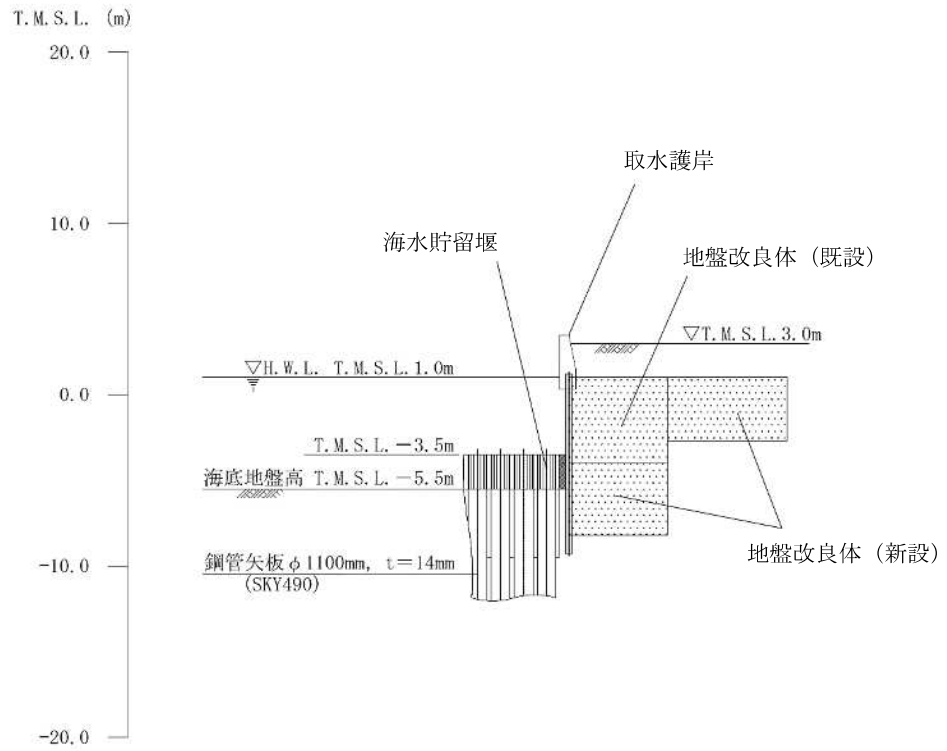 T.M.S.L. (m)
20.0
取水護岸
10.0
海水貯留堰
地盤改良体（既設）
▽T.M.S.L.3.0m
▽H.W.L. T.M.S.L.1.0m
0.0
T.M.S.L.－3.5m
海底地盤高 T.M.S.L.－5.5m
地盤改良体（新設）
-10.0
鋼管矢板φ1100mm, t＝14mm
(SKY490)
-20.0